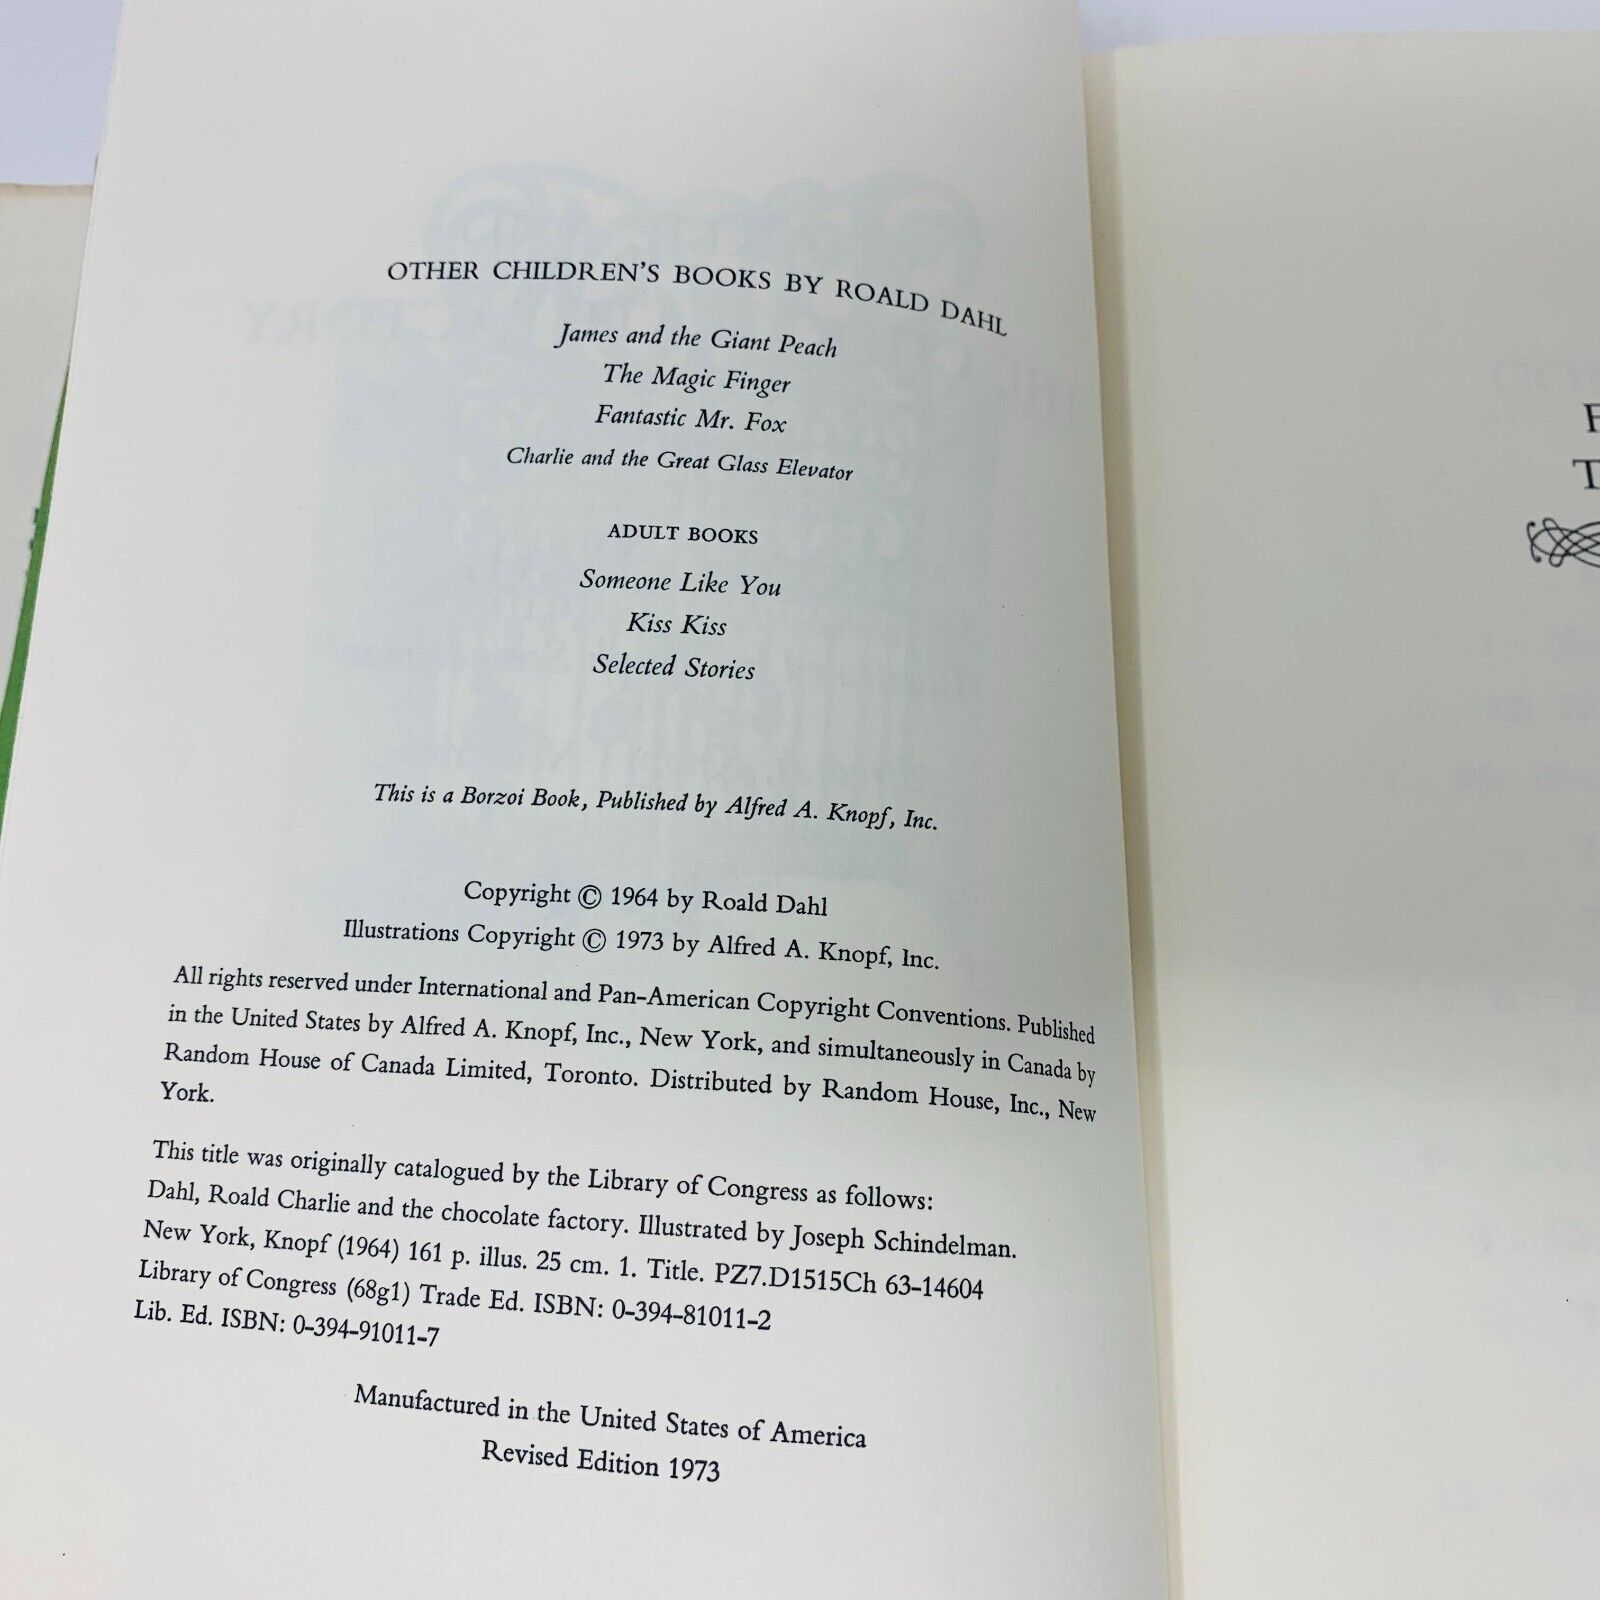 OTHER CHILDREN'S BOOKS BY ROALD DAHL
James and the Giant Peach
The Magic Finger
Fantastic Mr. Fox
Charlie and the Great Glass Elevator
ADULT BOOKS
Someone Like You
Kiss Kiss
Selected Stories
This is a Borzoi Book, Published by Alfred A. Knopf, Inc.
Copyright © 1964 by Roald Dahl
Illustrations Copyright © 1973 by Alfred A. Knopf, Inc.
All rights reserved under International and Pan-American Copyright Conventions. Published
in the United States by Alfred A. Knopf, Inc., New York, and simultaneously in Canada by
Random House of Canada Limited, Toronto. Distributed by Random House, Inc., New
York.
This title was originally catalogued by the Library of Congress as follows:
Dahl, Roald Charlie and the chocolate factory. Illustrated by Joseph Schindelman.
New York, Knopf (1964) 161 p. illus. 25 cm. 1. Title. PZ7.D1515Ch 63-14604
Library of Congress (68g1) Trade Ed. ISBN: 0-394-81011-2
Lib. Ed. ISBN: 0-394-91011-7
Manufactured in the United States of America
Revised Edition 1973